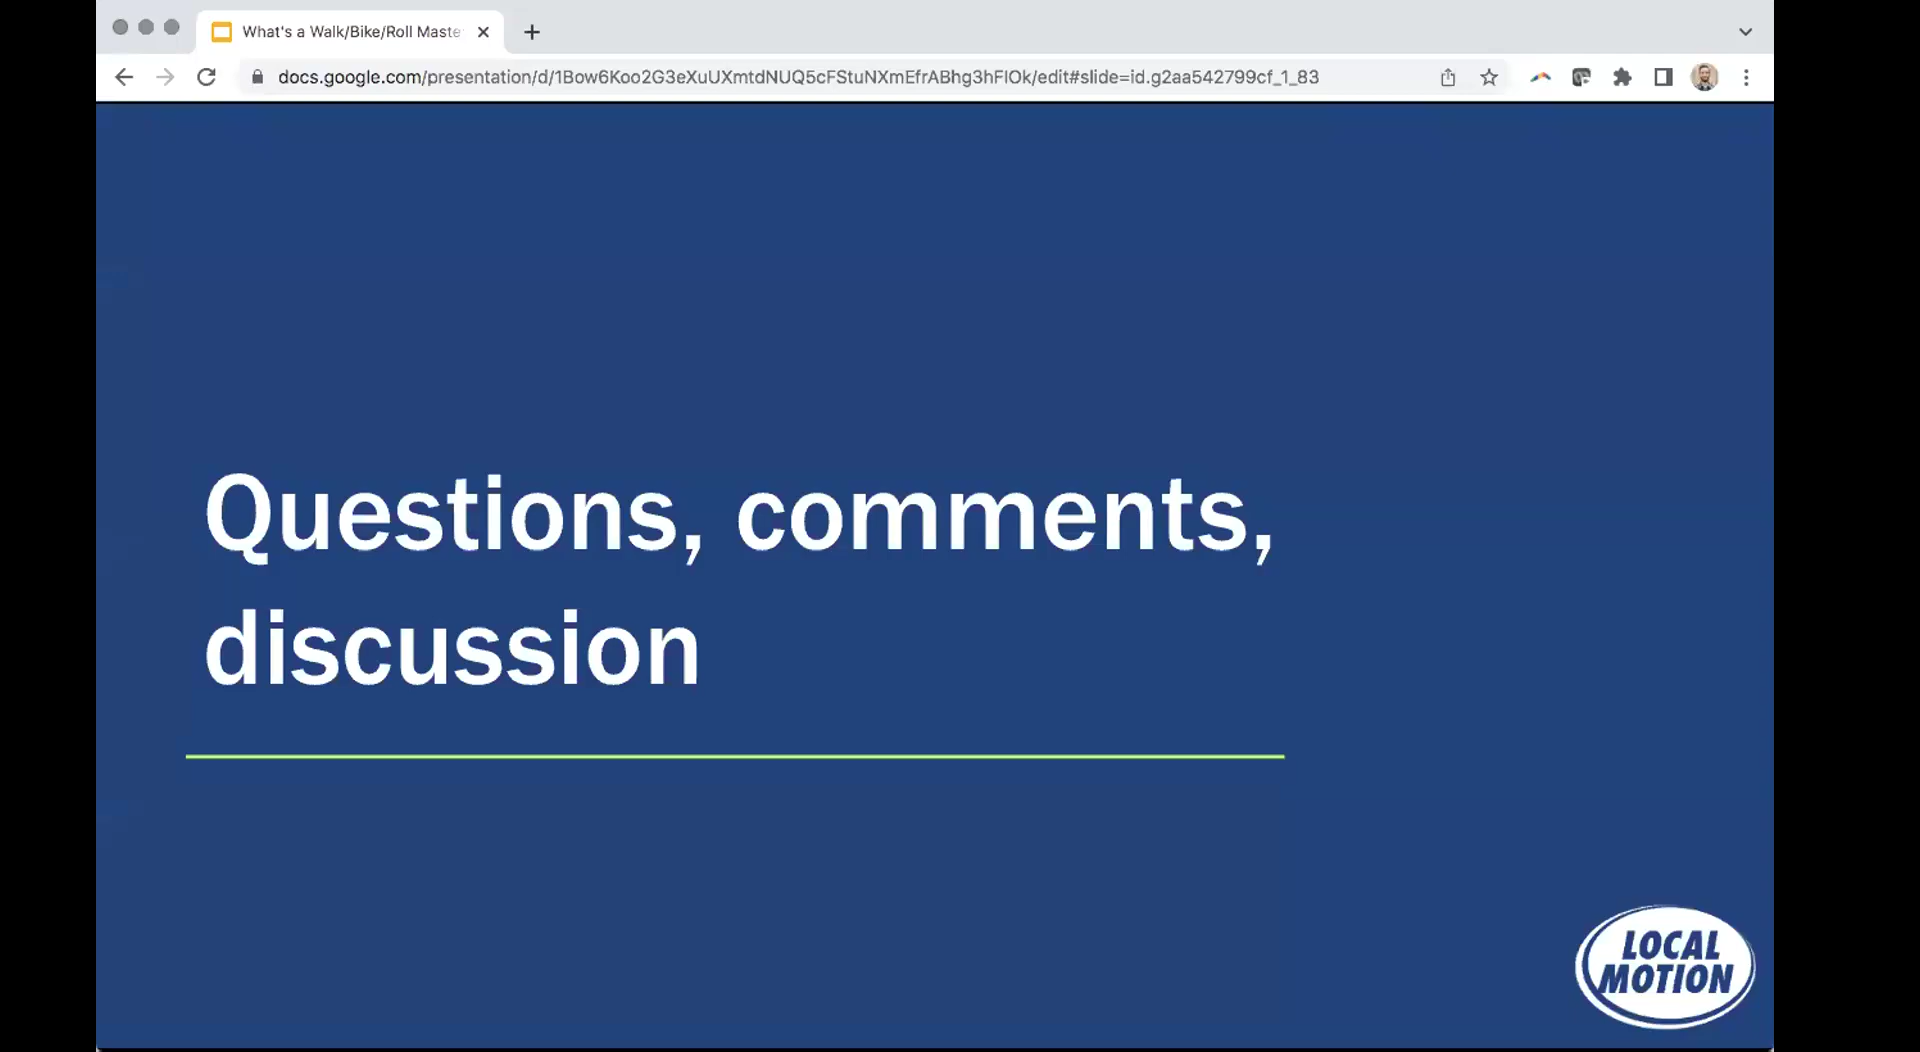 What's a Walk/Bike/Roll Maste
docs.google.com/presentation/d/1Bow6Koo2G3eXuUXmtdNUQ5cFStuNXmEfrABhg3hFlOk/edit#slide=id.g2aa542799cf_1_83
Questions, comments,
discussion
LOCAL
MOTION